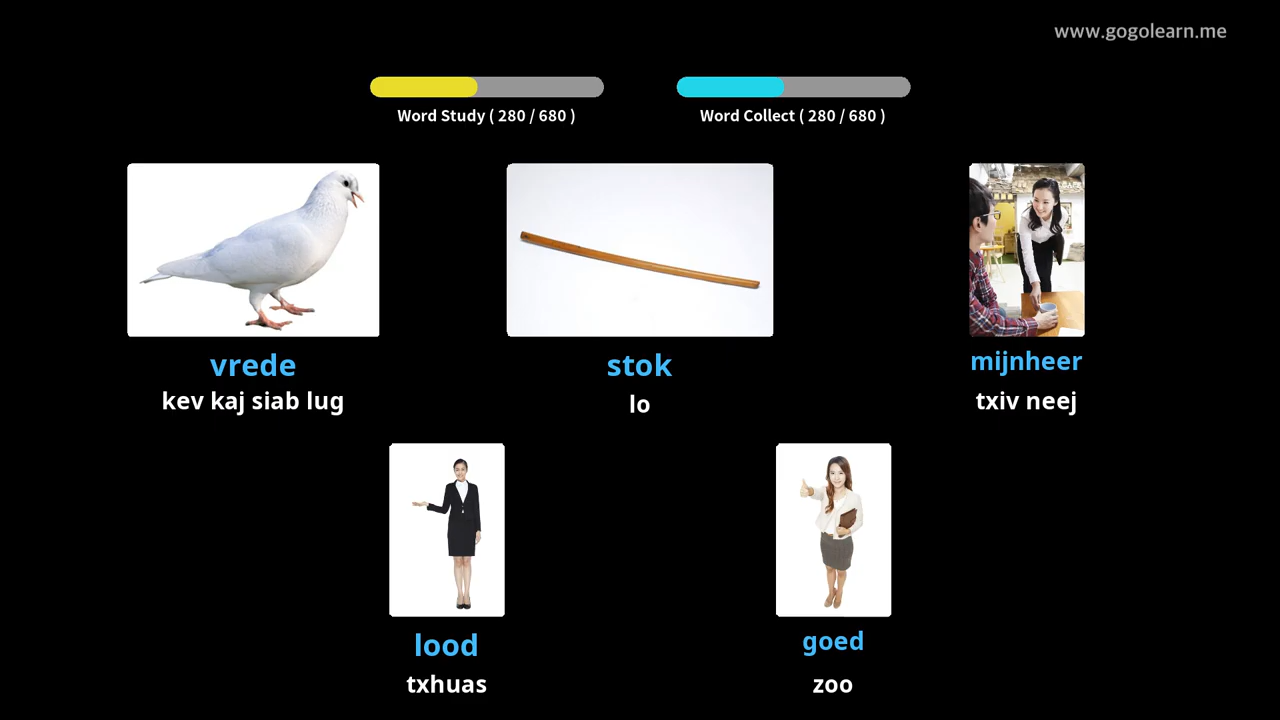 www.gogolearn.me
Word Study ( 280 / 680 )
Word Collect ( 280 / 680 )
vrede
kev kaj siab lug
stok
lo
mijnheer
txiv neej
lood
txhuas
goed
zoo